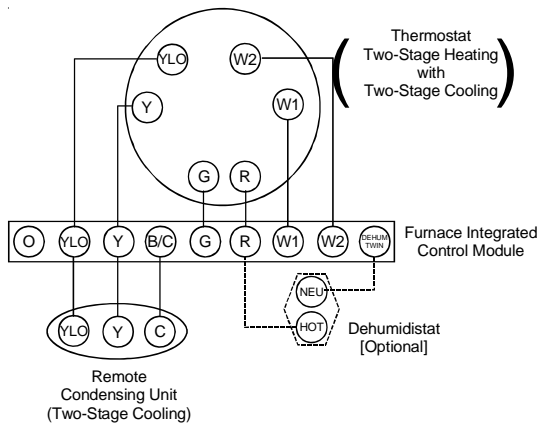 Thermostat
Two-Stage Heating
with
Two-Stage Cooling
YLO
W2
Y
W1
G
R
O
YLO
Y
B/C
G
R
W1
W2
DEHUM
TWIN
Furnace Integrated
Control Module
NEU
HOT
Dehumidistat
[Optional]
YLO
Y
C
Remote
Condensing Unit
(Two-Stage Cooling)